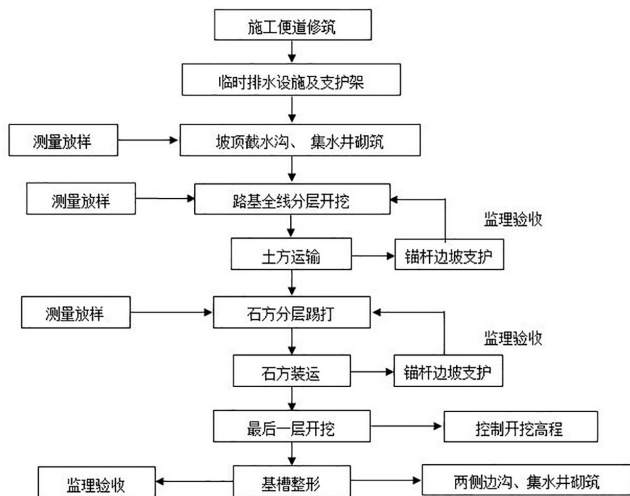 施工便道修筑
临时排水设施及支护架
测量放样
坡顶截水沟、 集水井砌筑
测量放样
路基全线分层开挖
监理验收
土方运输
锚杆边坡支护
测量放样
石方分层踢打
监理验收
石方装运
锚杆边坡支护
最后一层开挖
控制开挖高程
监理验收
基槽整形
两侧边沟、集水井砌筑